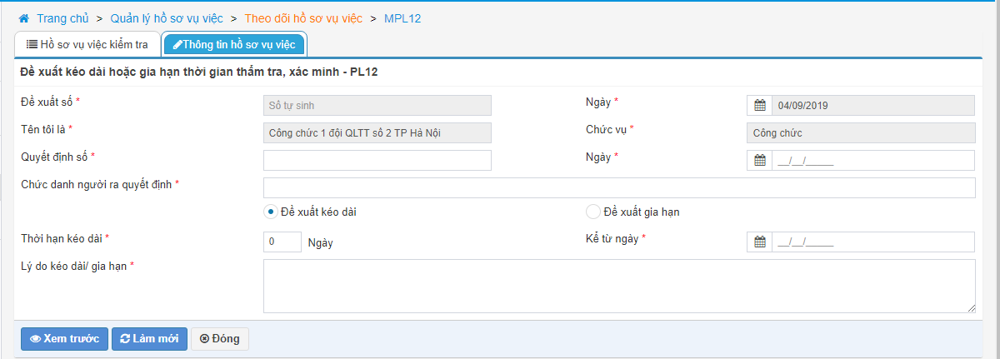 Trang chủ > Quản lý hồ sơ vụ việc > Theo dõi hồ sơ vụ việc > MPL12
Hồ sơ vụ việc kiểm tra Thông tin hồ sơ vụ việc
Đề xuất kéo dài hoặc gia hạn thời gian thẩm tra, xác minh - PL12
Đề xuất số * Số tự sinh Ngày * 04/09/2019
Tên tôi là * Công chức 1 đội QLTT số 2 TP Hà Nội Chức vụ * Công chức
Quyết định số * Ngày * __/__/____
Chức danh người ra quyết định *
Đề xuất kéo dài Đề xuất gia hạn
Thời hạn kéo dài * 0 Ngày Kể từ ngày * __/__/____
Lý do kéo dài/ gia hạn *
Xem trước Làm mới Đóng